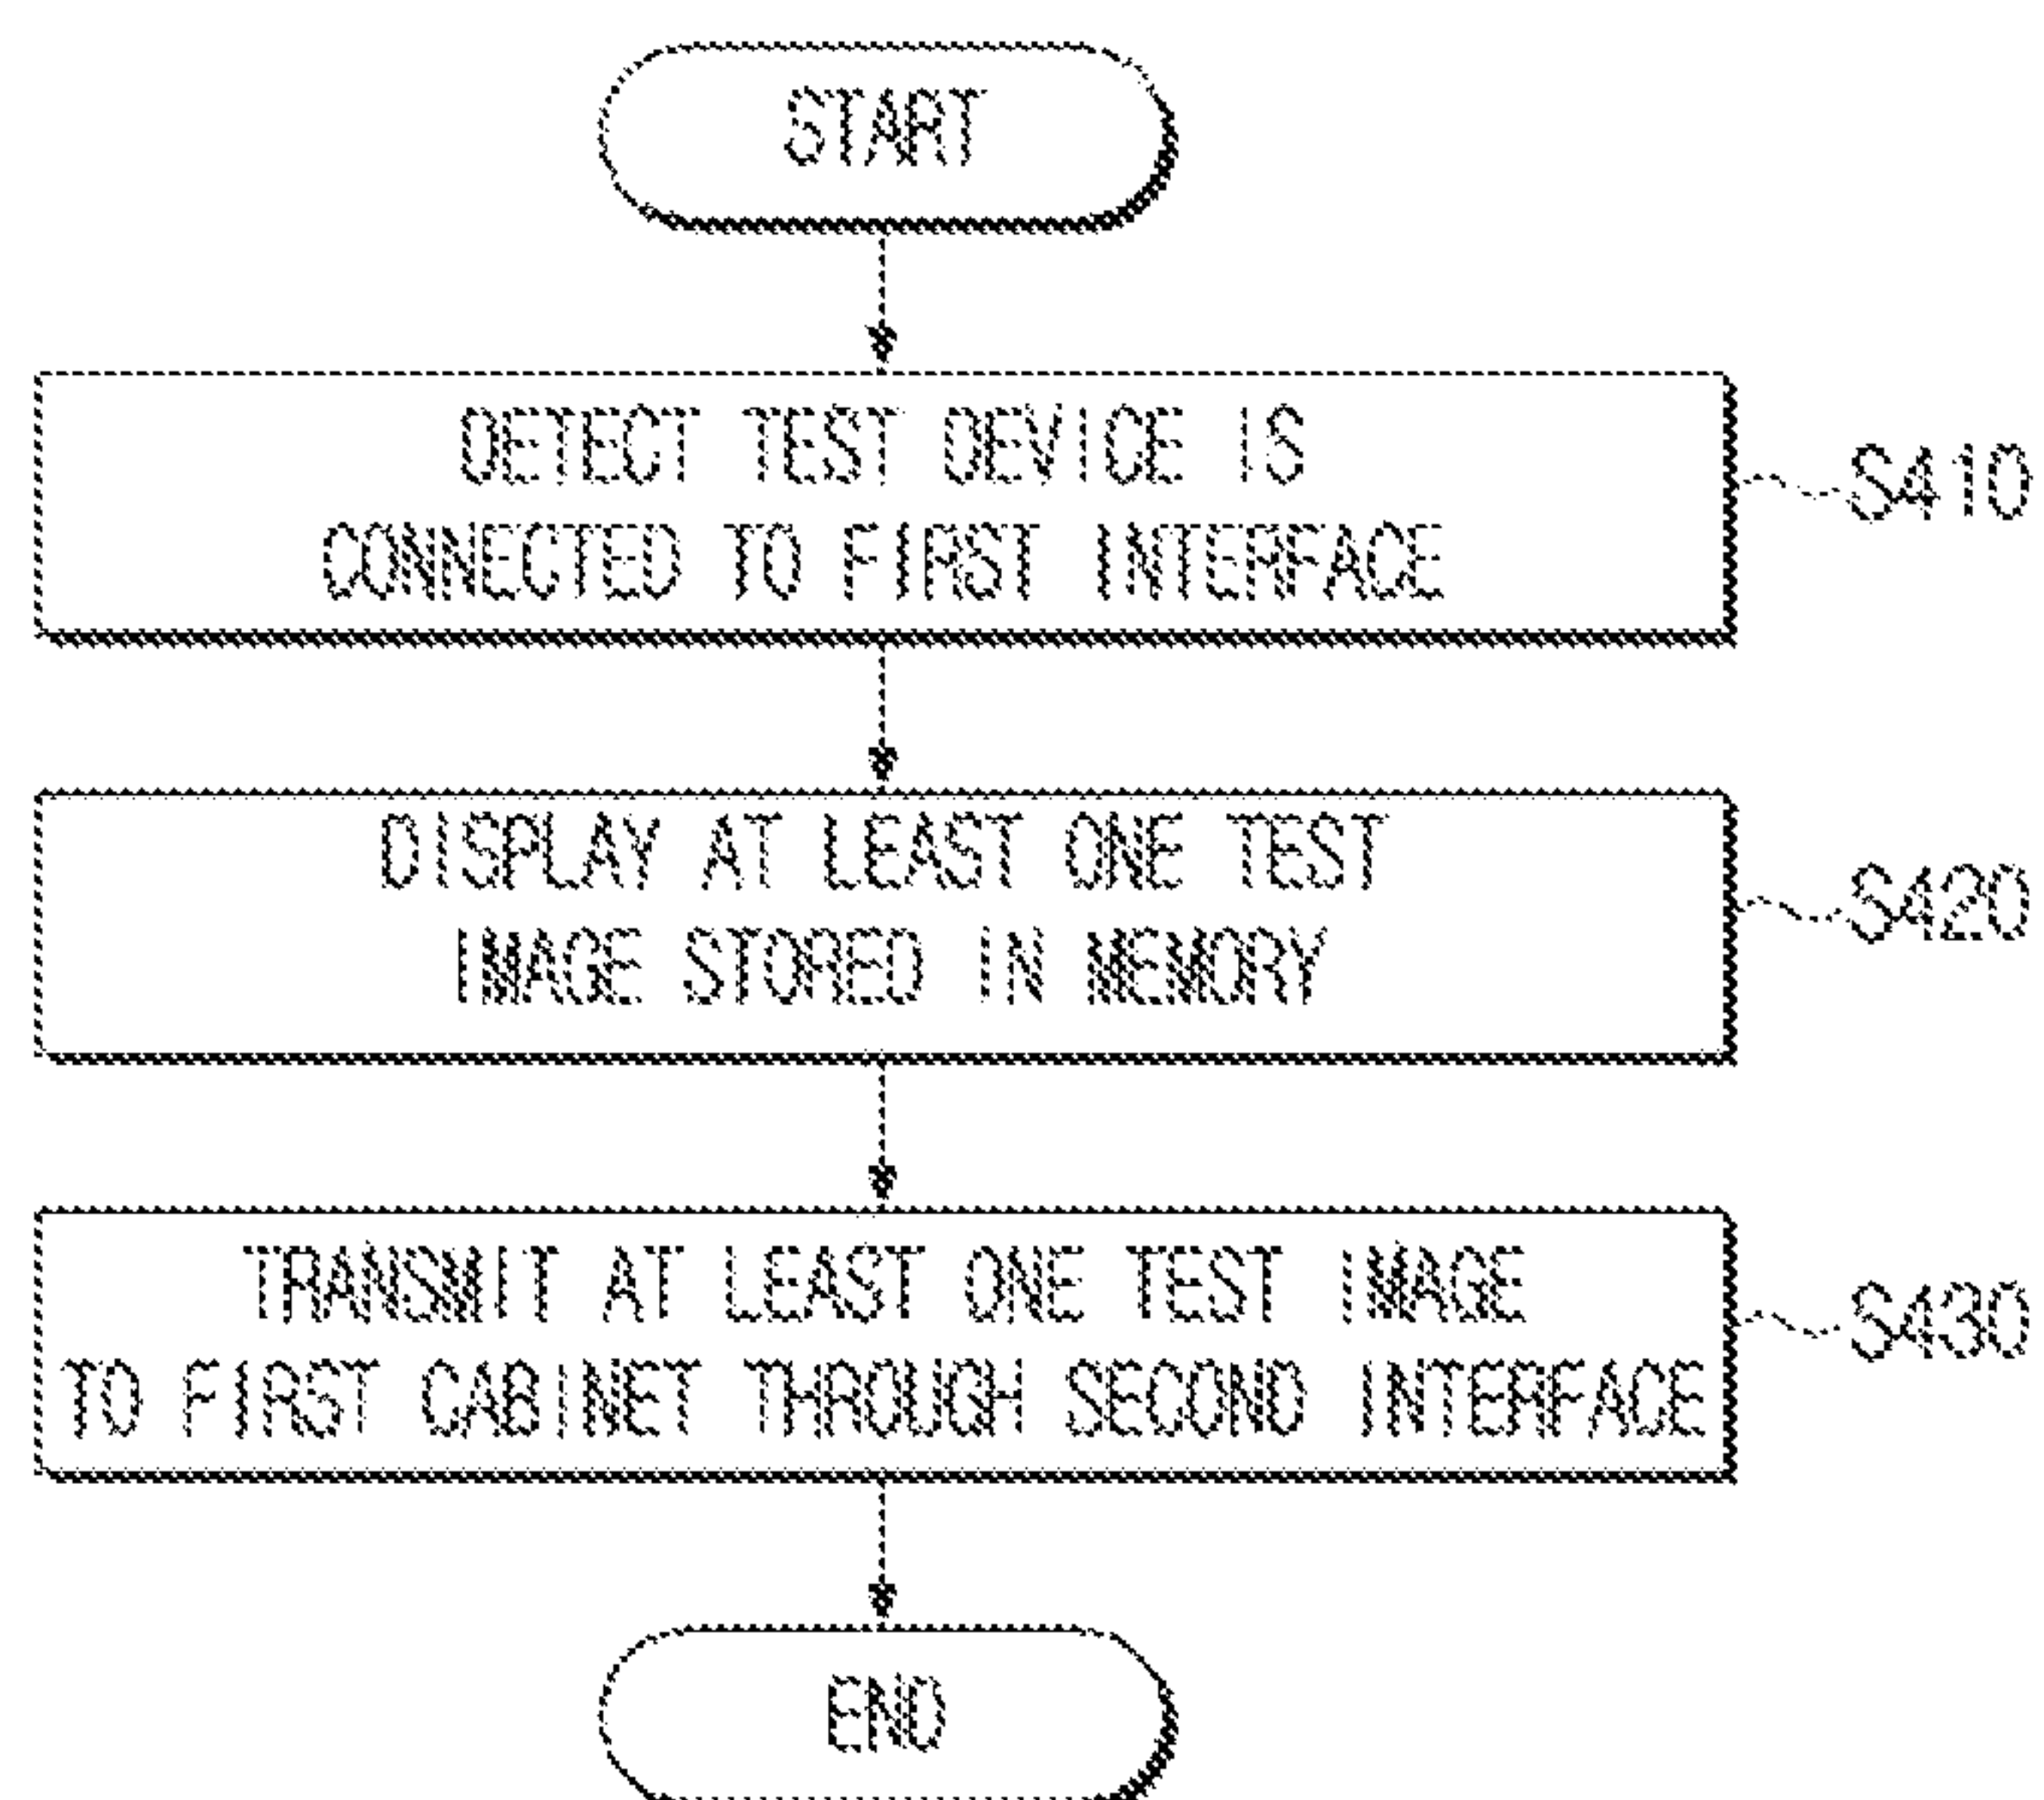 START
DETECT TEST DEVICE IS
CONNECTED TO FIRST INTERFACE
S410
DISPLAY AT LEAST ONE TEST
IMAGE STORED IN MEMORY
S420
TRANSMIT AT LEAST ONE TEST IMAGE
TO FIRST CABINET THROUGH SECOND INTERFACE
S430
END